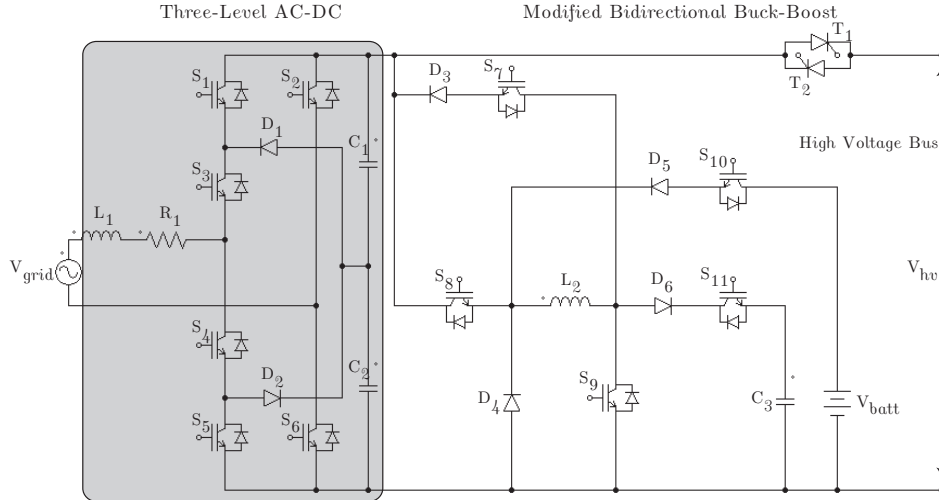 Three-Level AC-DC
Modified Bidirectional Buck-Boost
T1
T2
S1
S2
D3
S7
D1
C1
High Voltage Bus
S3
D5
S10
L1
R1
Vgrid
Vhv
S8
L2
D6
S11
S4
D2
C2
S9
D4
C3
Vbatt
S5
S6